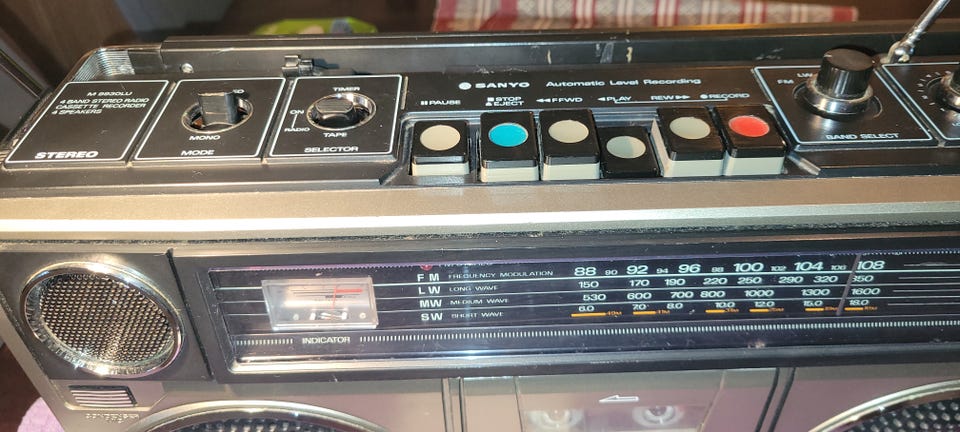 M 9930LU
4 BAND STEREO RADIO
CASSETTE RECORDER
4 SPEAKERS
STEREO
MONO
MODE
TIMER
ON
RADIO
TAPE
SELECTOR
SANYO Automatic Level Recording
PAUSE
STOP
EJECT
FFWD
PLAY
REW
RECORD
LW
FM
BAND SELECT
FM FREQUENCY MODULATION 88 90 92 94 96 98 100 102 104 106 108
LW LONG WAVE 150 170 190 220 250 290 320 350
MW MEDIUM WAVE 530 600 700 800 1000 1300 1600
SW SHORT WAVE 6.0 7.0 8.0 10.0 12.0 15.0 18.0
49M 41M
INDICATOR